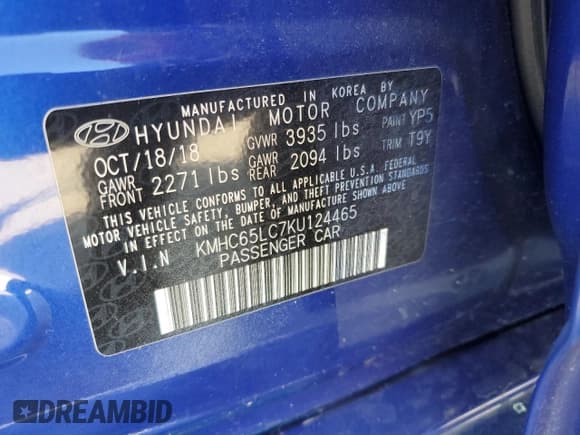 MANUFACTURED IN KOREA BY
HYUNDAI MOTOR COMPANY
OCT/18/18 GVWR 3935 lbs PAINT YP5
GAWR FRONT 2271 lbs GAWR REAR 2094 lbs TRIM T9Y
THIS VEHICLE CONFORMS TO ALL APPLICABLE U.S.A. FEDERAL
MOTOR VEHICLE SAFETY, BUMPER, AND THEFT PREVENTION STANDARDS
IN EFFECT ON THE DATE OF MANUFACTURE SHOWN ABOVE.
V.I.N KMHC65LC7KU124465
PASSENGER CAR
DREAMBID